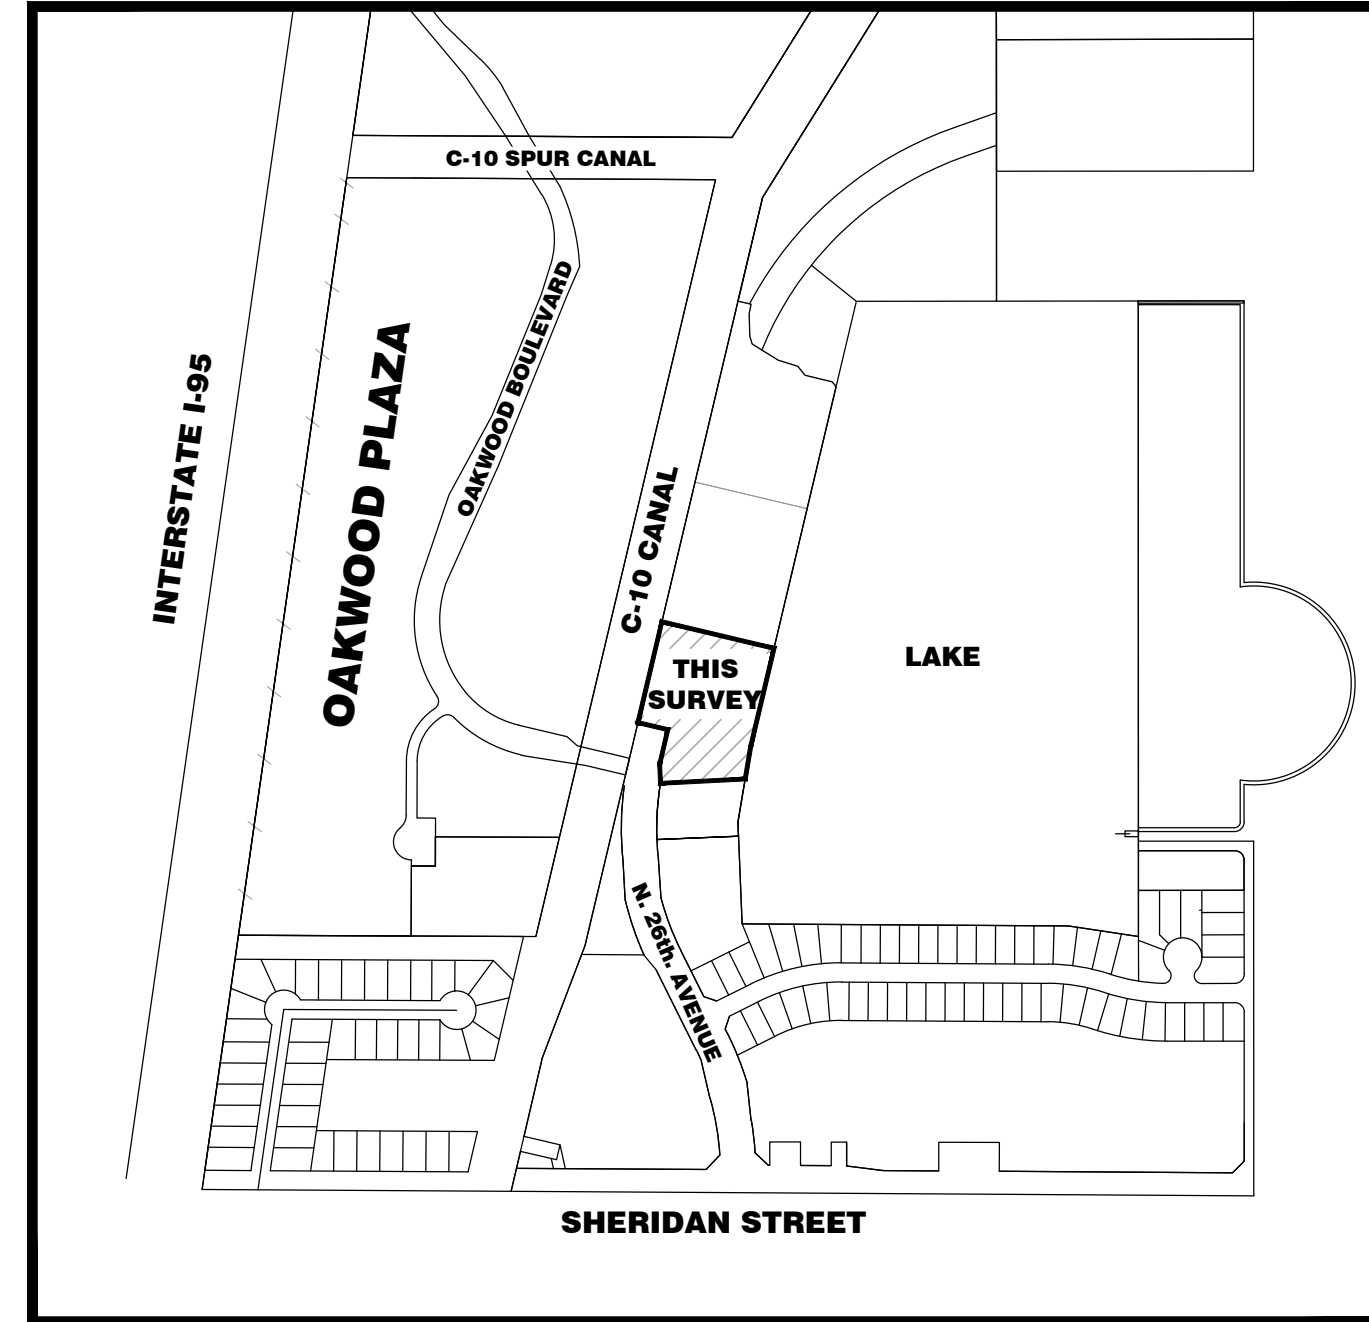 C-10 SPUR CANAL
OAKWOOD BOULEVARD
INTERSTATE I-95
OAKWOOD PLAZA
C-10 CANAL
THIS
SURVEY
LAKE
N. 26th. AVENUE
SHERIDAN STREET